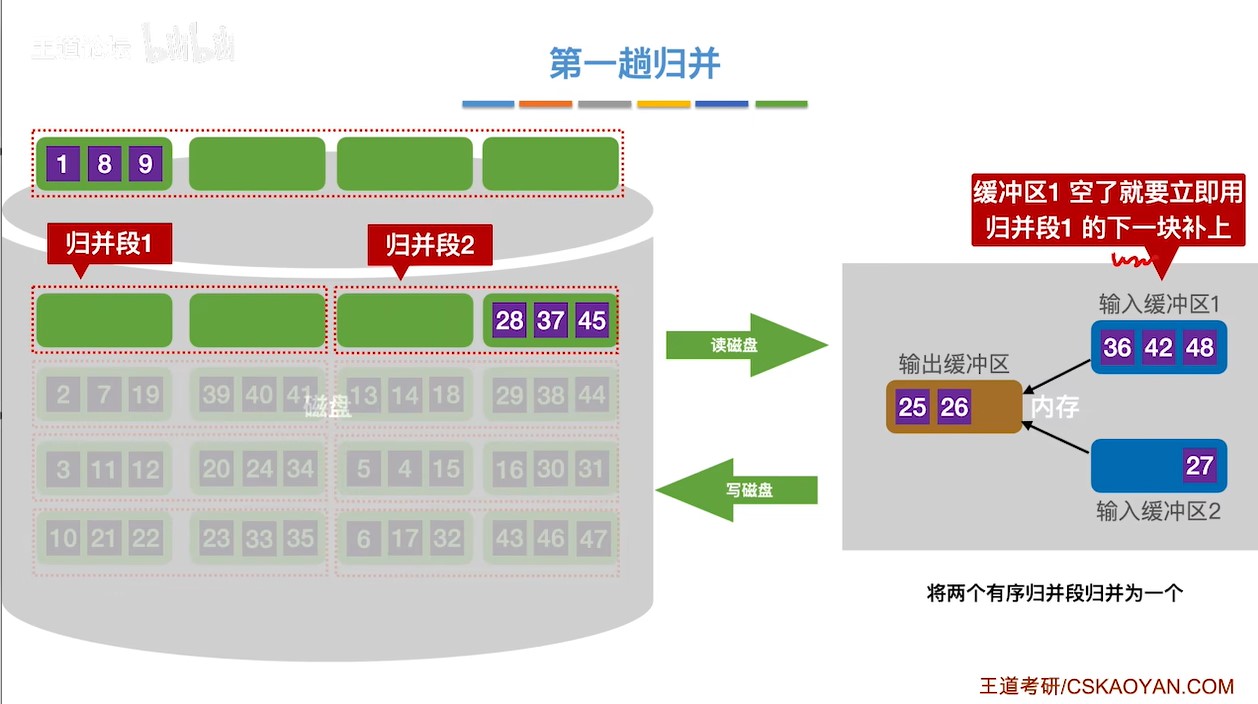 王道论坛 bilibili
第一趟归并
1 8 9
缓冲区1 空了就要立即用
归并段1 的下一块补上
归并段1
归并段2
28 37 45
读磁盘
输入缓冲区1
36 42 48
输出缓冲区
25 26
内存
27
输入缓冲区2
2 7 19 39 40 41 13 14 18 29 38 44
磁盘
3 11 12 20 24 34 5 4 15 16 30 31
写磁盘
10 21 22 23 33 35 6 17 32 43 46 47
将两个有序归并段归并为一个
王道考研/CSKAOYAN.COM